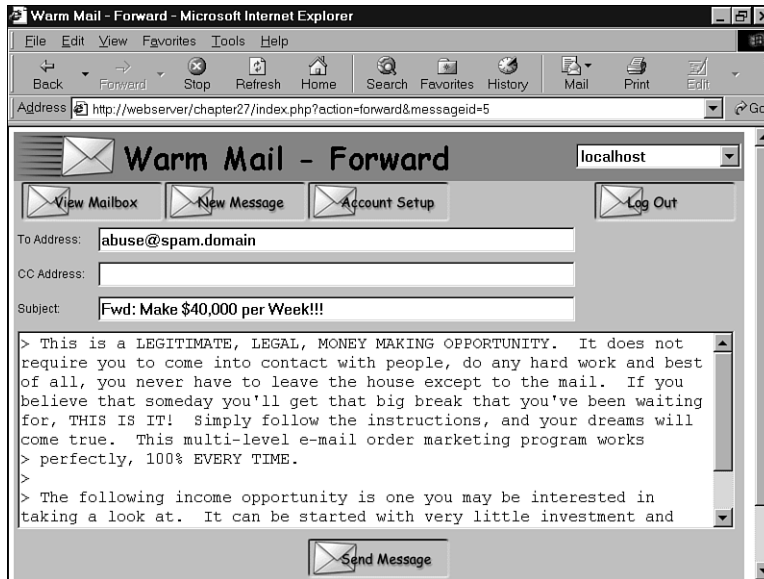 Warm Mail - Forward - Microsoft Internet Explorer
File Edit View Favorites Tools Help
Back Forward Stop Refresh Home Search Favorites History Mail Print Edit
Address http://webserver/chapter27/index.php?action=forward&messageid=5 Go
Warm Mail - Forward localhost
View Mailbox New Message Account Setup Log Out
To Address: abuse@spam.domain
CC Address:
Subject: Fwd: Make $40,000 per Week!!!
> This is a LEGITIMATE, LEGAL, MONEY MAKING OPPORTUNITY. It does not
require you to come into contact with people, do any hard work and best
of all, you never have to leave the house except to the mail. If you
believe that someday you'll get that big break that you've been waiting
for, THIS IS IT! Simply follow the instructions, and your dreams will
come true. This multi-level e-mail order marketing program works
> perfectly, 100% EVERY TIME.
>
> The following income opportunity is one you may be interested in
taking a look at. It can be started with very little investment and
Send Message